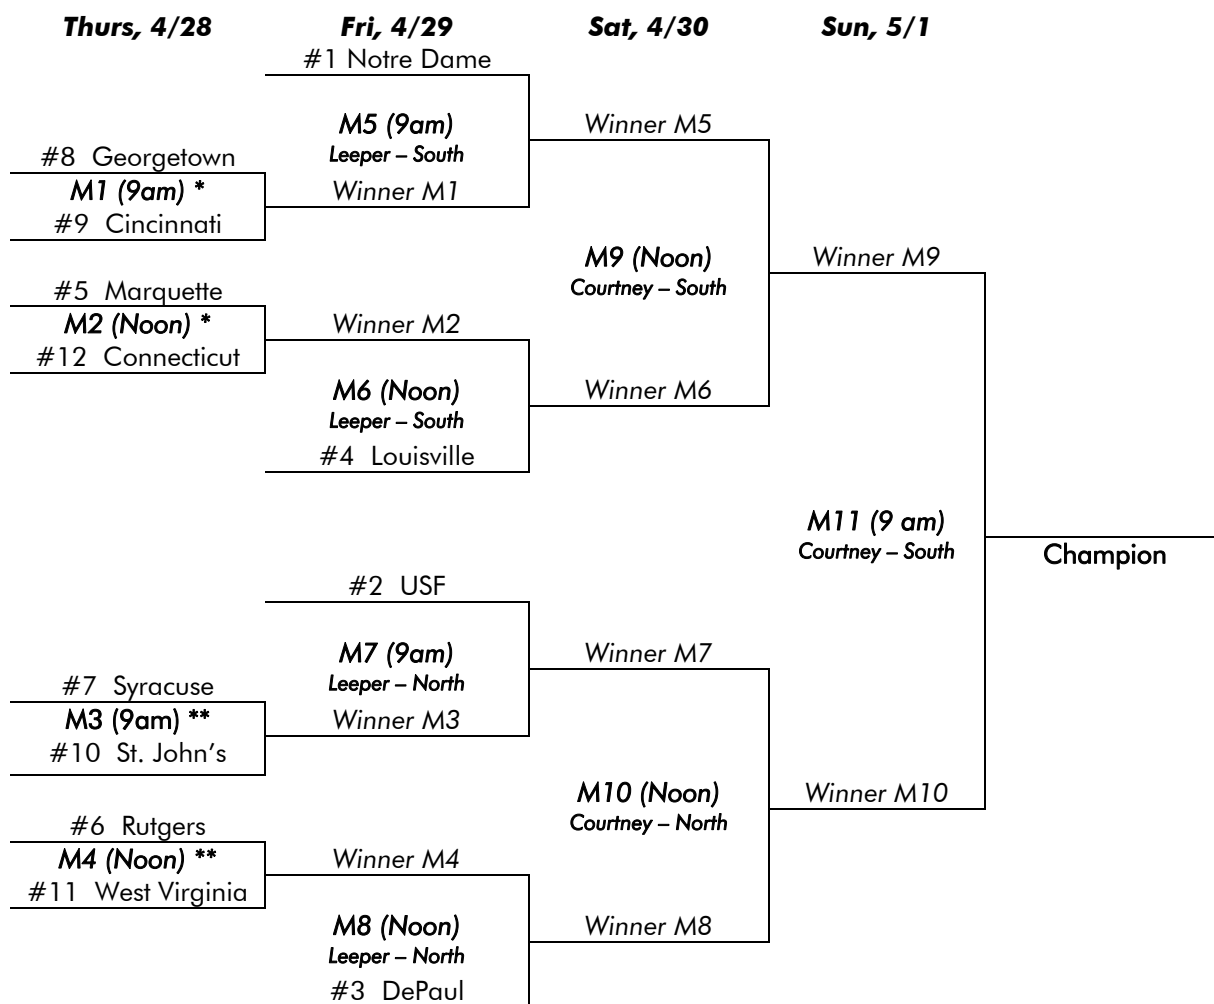 Thurs, 4/28 Fri, 4/29 Sat, 4/30 Sun, 5/1
#1 Notre Dame
M5 (9am) Winner M5
Leeper – South
#8 Georgetown
M1 (9am) * Winner M1
#9 Cincinnati
M9 (Noon) Winner M9
Courtney – South
#5 Marquette
M2 (Noon) * Winner M2
#12 Connecticut
M6 (Noon) Winner M6
Leeper – South
#4 Louisville
M11 (9 am)
Courtney – South
Champion
#2 USF
M7 (9am) Winner M7
Leeper – North
#7 Syracuse
M3 (9am) ** Winner M3
#10 St. John’s
M10 (Noon) Winner M10
Courtney – North
#6 Rutgers
M4 (Noon) ** Winner M4
#11 West Virginia
M8 (Noon) Winner M8
Leeper – North
#3 DePaul